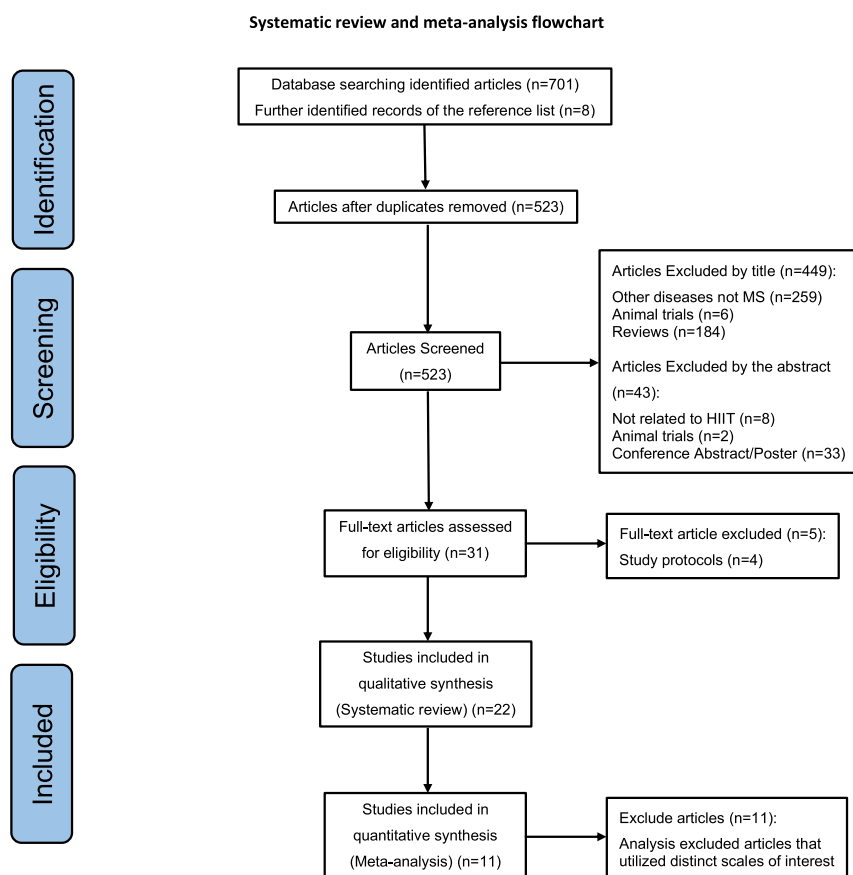 Systematic review and meta-analysis flowchart
Identification
Database searching identified articles (n=701)
Further identified records of the reference list (n=8)
Articles after duplicates removed (n=523)
Screening
Articles Screened
(n=523)
Articles Excluded by title (n=449):
Other diseases not MS (n=259)
Animal trials (n=6)
Reviews (n=184)
Articles Excluded by the abstract
(n=43):
Not related to HIIT (n=8)
Animal trials (n=2)
Conference Abstract/Poster (n=33)
Eligibility
Full-text articles assessed
for eligibility (n=31)
Full-text article excluded (n=5):
Study protocols (n=4)
Included
Studies included in
qualitative synthesis
(Systematic review) (n=22)
Studies included in
quantitative synthesis
(Meta-analysis) (n=11)
Exclude articles (n=11):
Analysis excluded articles that
utilized distinct scales of interest